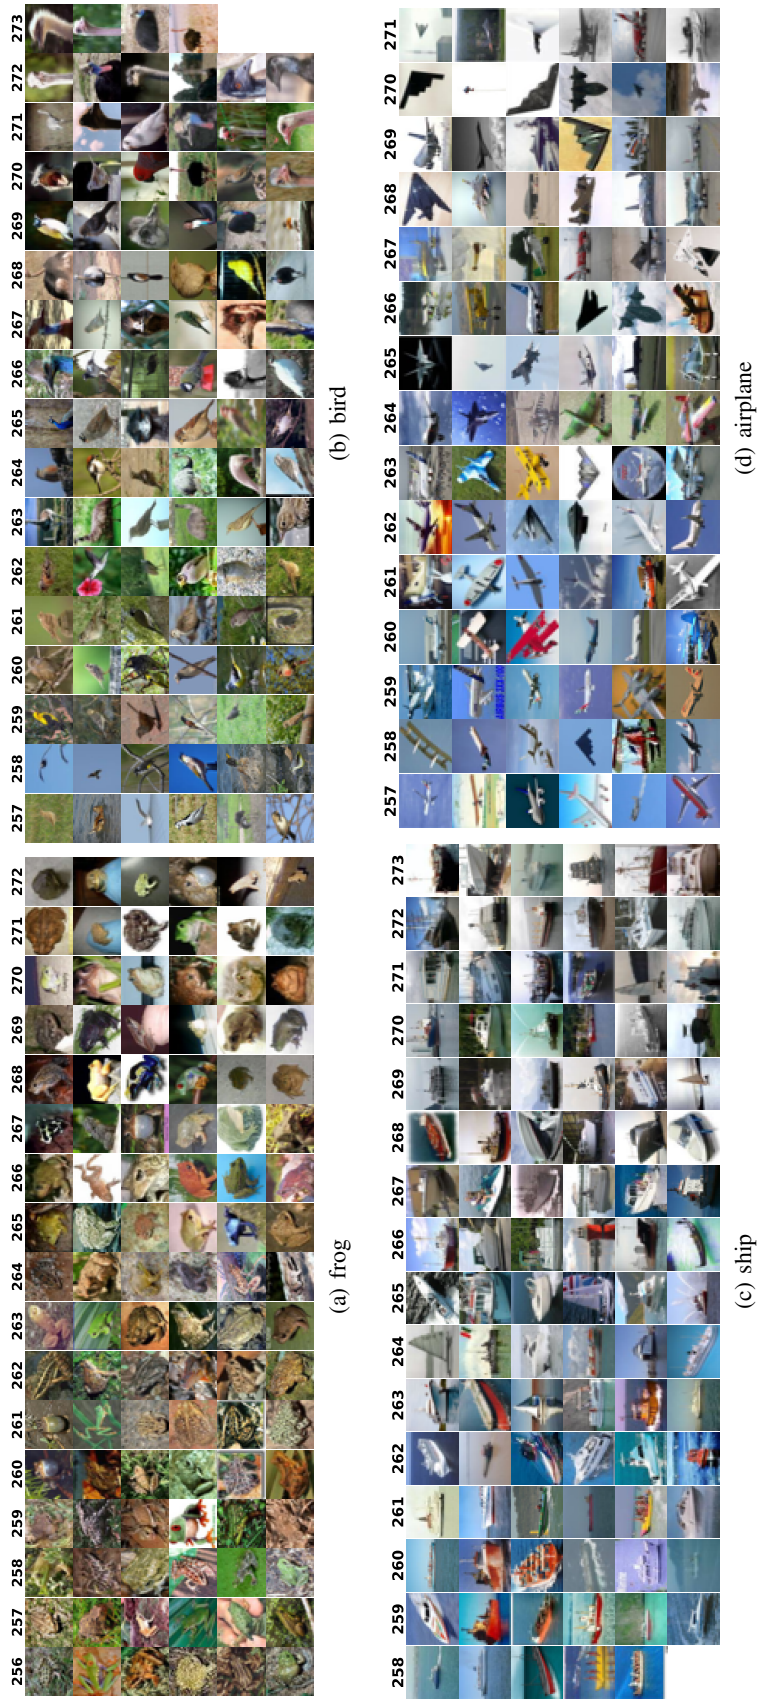 256 257 258 259 260 261 262 263 264 265 266 267 268 269 270 271 272
(a) frog
257 258 259 260 261 262 263 264 265 266 267 268 269 270 271 272 273
(b) bird
258 259 260 261 262 263 264 265 266 267 268 269 270 271 272 273
(c) ship
257 258 259 260 261 262 263 264 265 266 267 268 269 270 271
(d) airplane